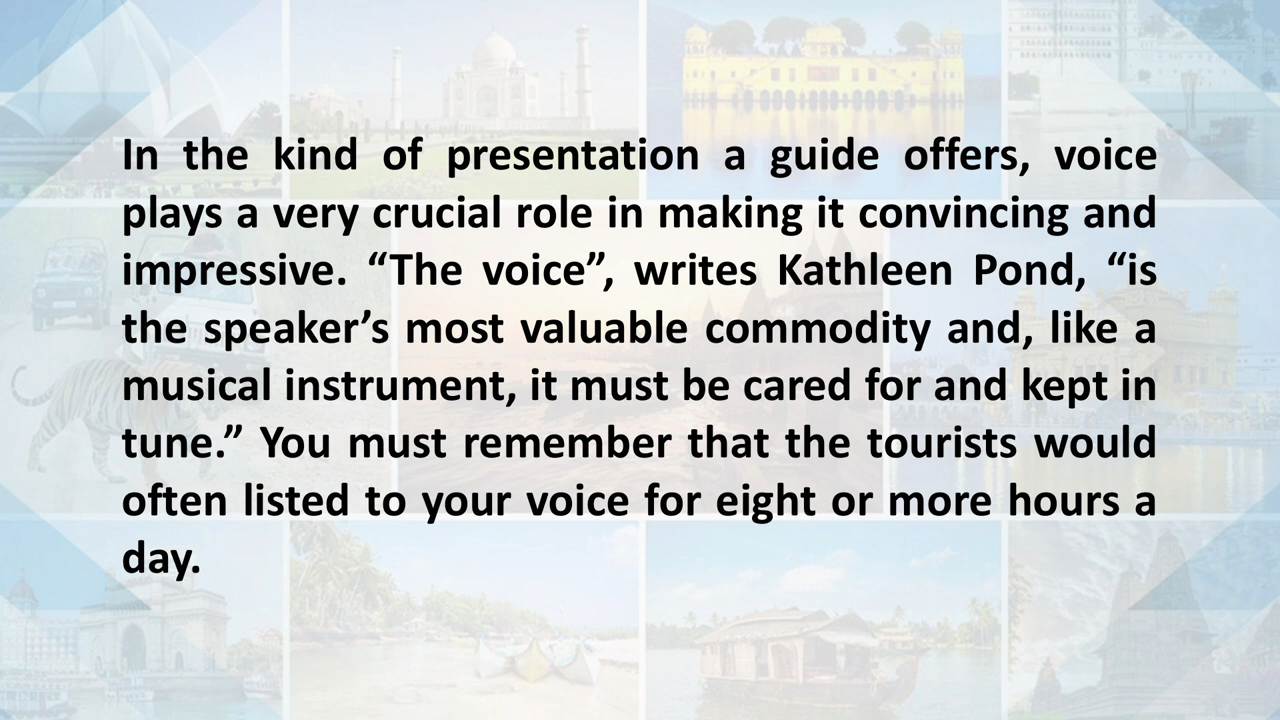 In the kind of presentation a guide offers, voice
plays a very crucial role in making it convincing and
impressive. “The voice”, writes Kathleen Pond, “is
the speaker’s most valuable commodity and, like a
musical instrument, it must be cared for and kept in
tune.” You must remember that the tourists would
often listed to your voice for eight or more hours a
day.